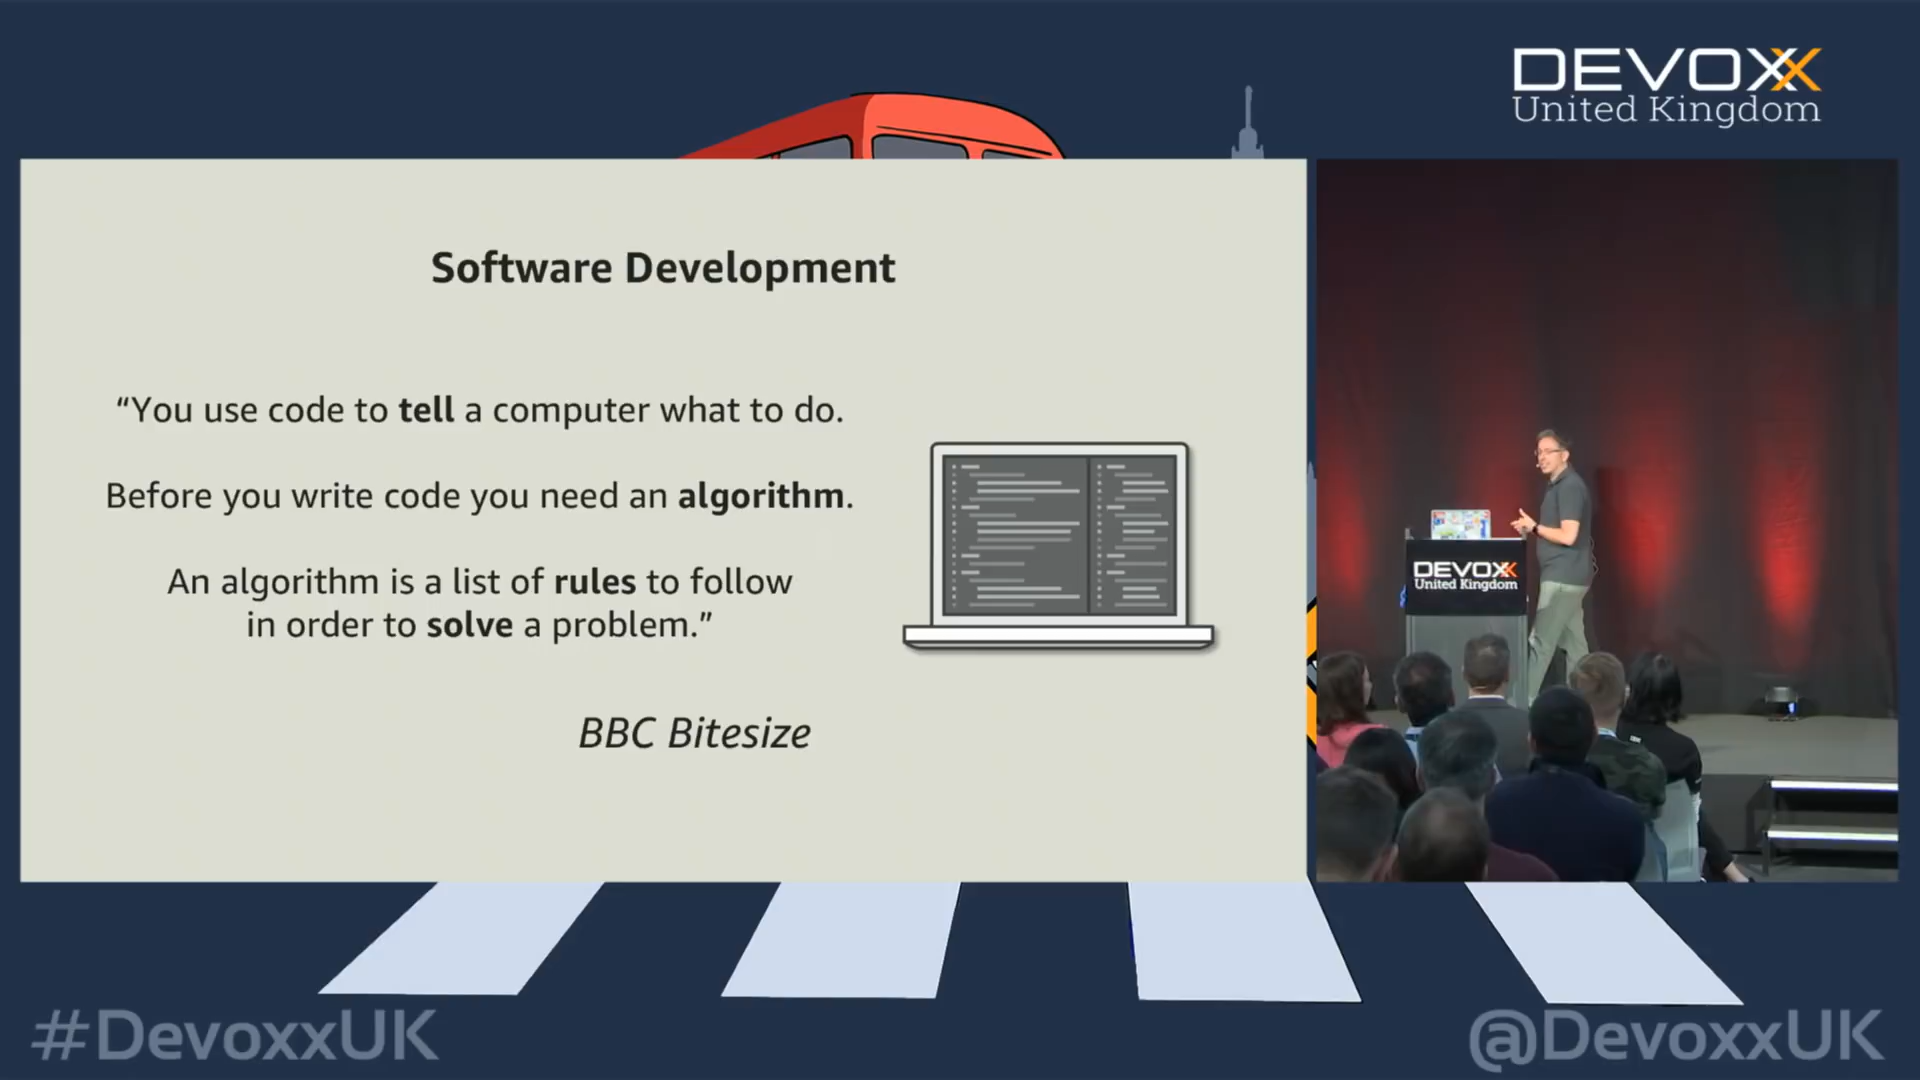 DEVOXX
United Kingdom
Software Development
“You use code to tell a computer what to do.
Before you write code you need an algorithm.
An algorithm is a list of rules to follow
in order to solve a problem.”
BBC Bitesize
DEVOXX
United Kingdom
#DevoxxUK
@DevoxxUK